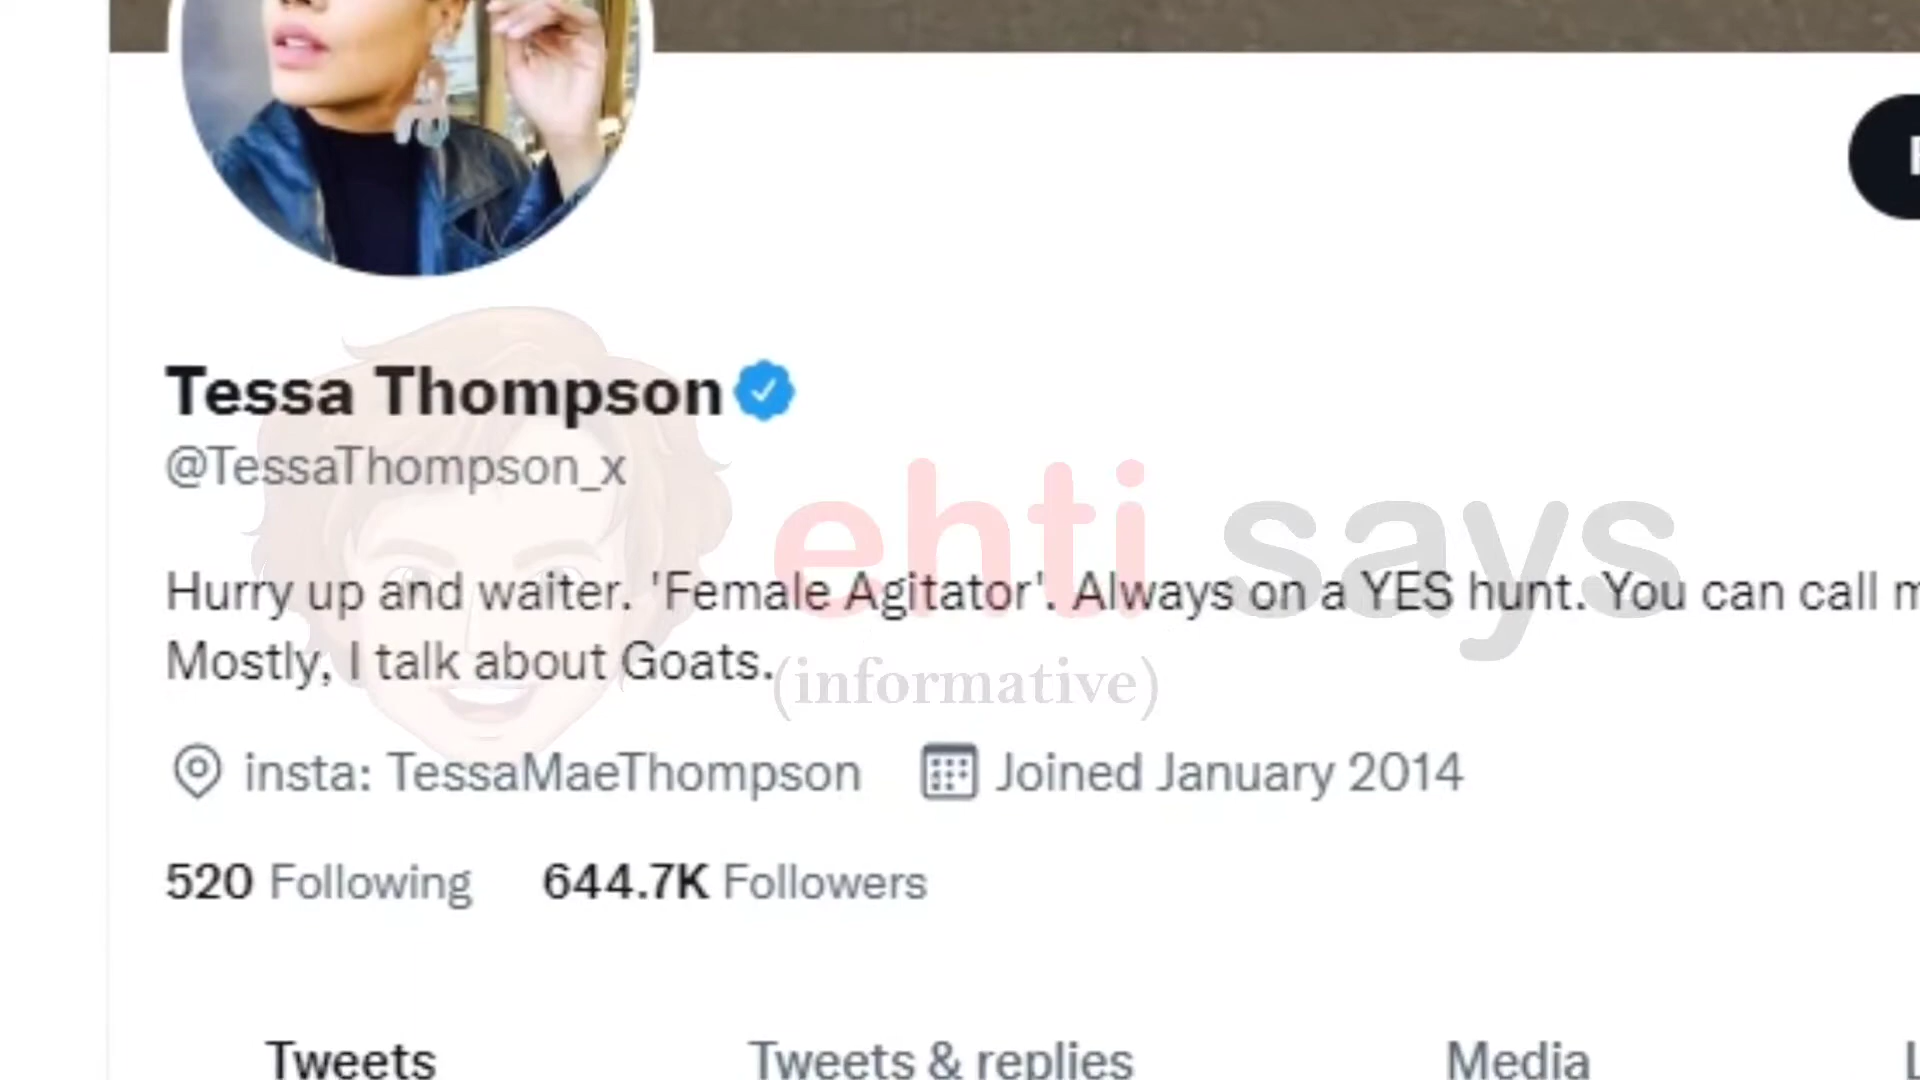 Tessa Thompson
@TessaThompson_x
ehti says
Hurry up and waiter. 'Female Agitator'. Always on a YES hunt. You can call
Mostly, I talk about Goats.
(informative)
insta: TessaMaeThompson Joined January 2014
520 Following 644.7K Followers
Tweets Tweets & replies Media